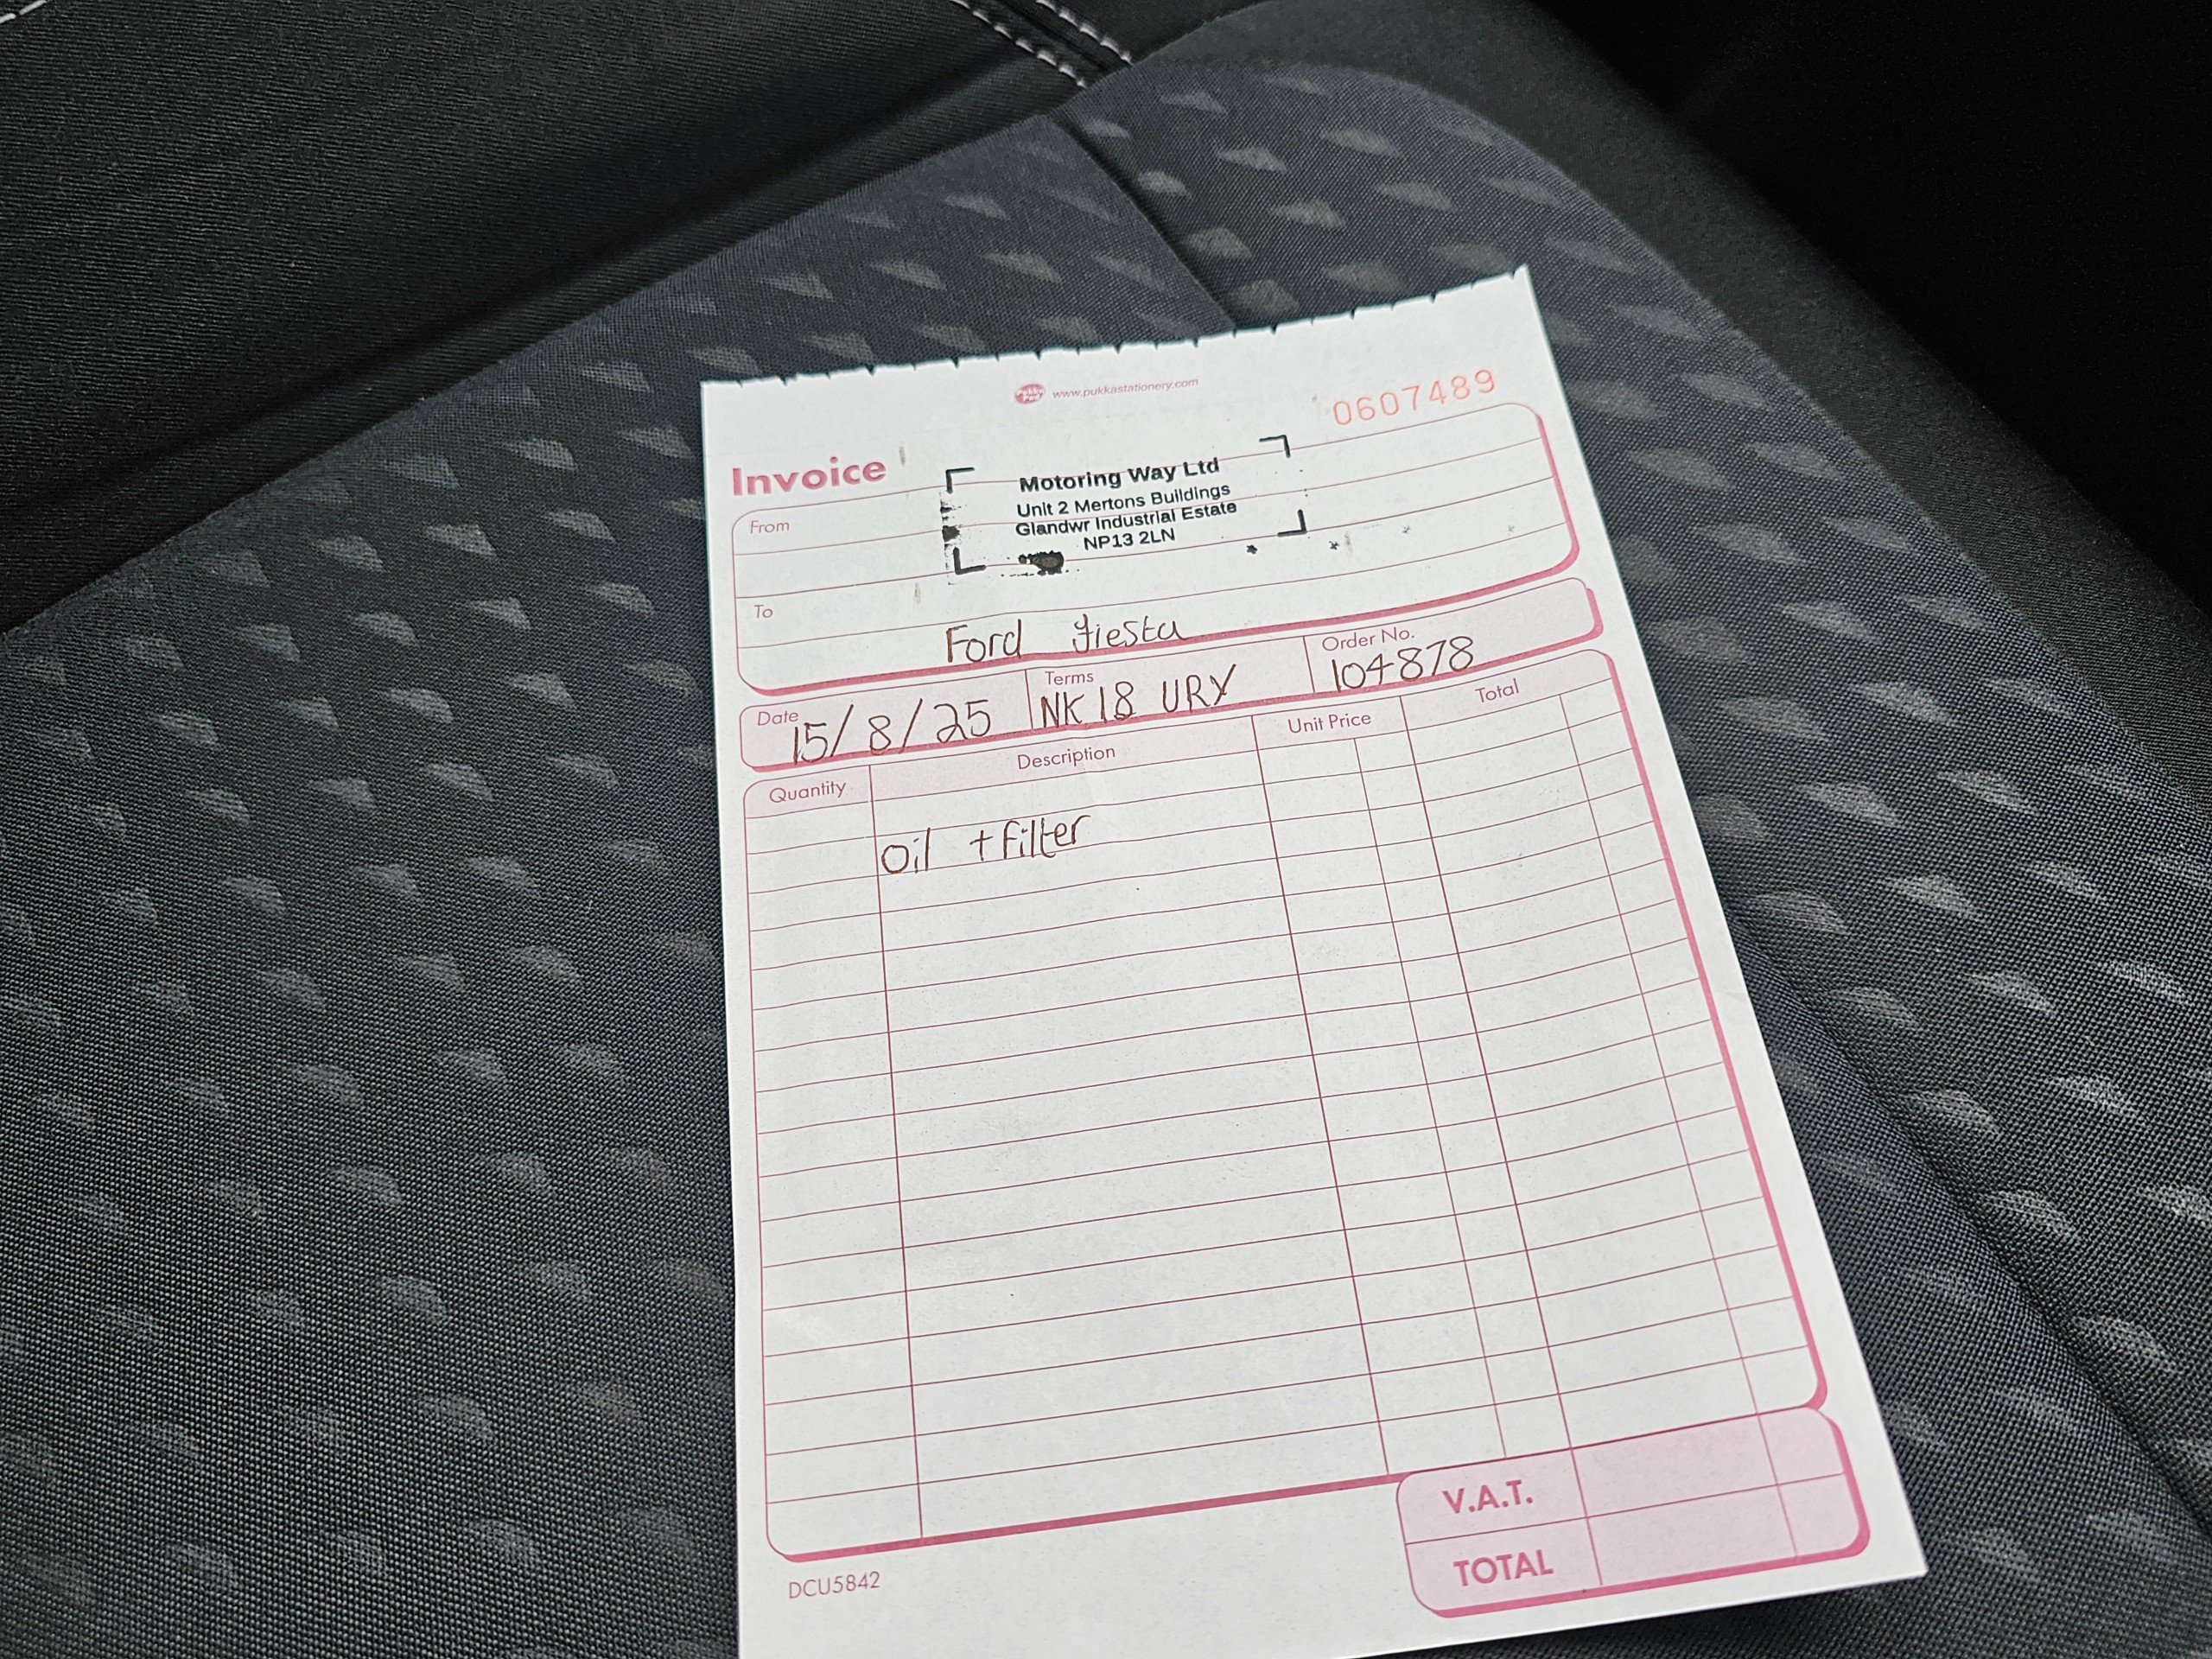 www.pukkastationery.com
0607489
Invoice
Motoring Way Ltd
Unit 2 Mertons Buildings
Glandwr Industrial Estate
NP13 2LN
From
To
Ford fiesta
Date 15/8/25
Terms NK18 URY
Order No. 104878
Quantity Description Unit Price Total
oil + filter
V.A.T.
TOTAL
DCU5842